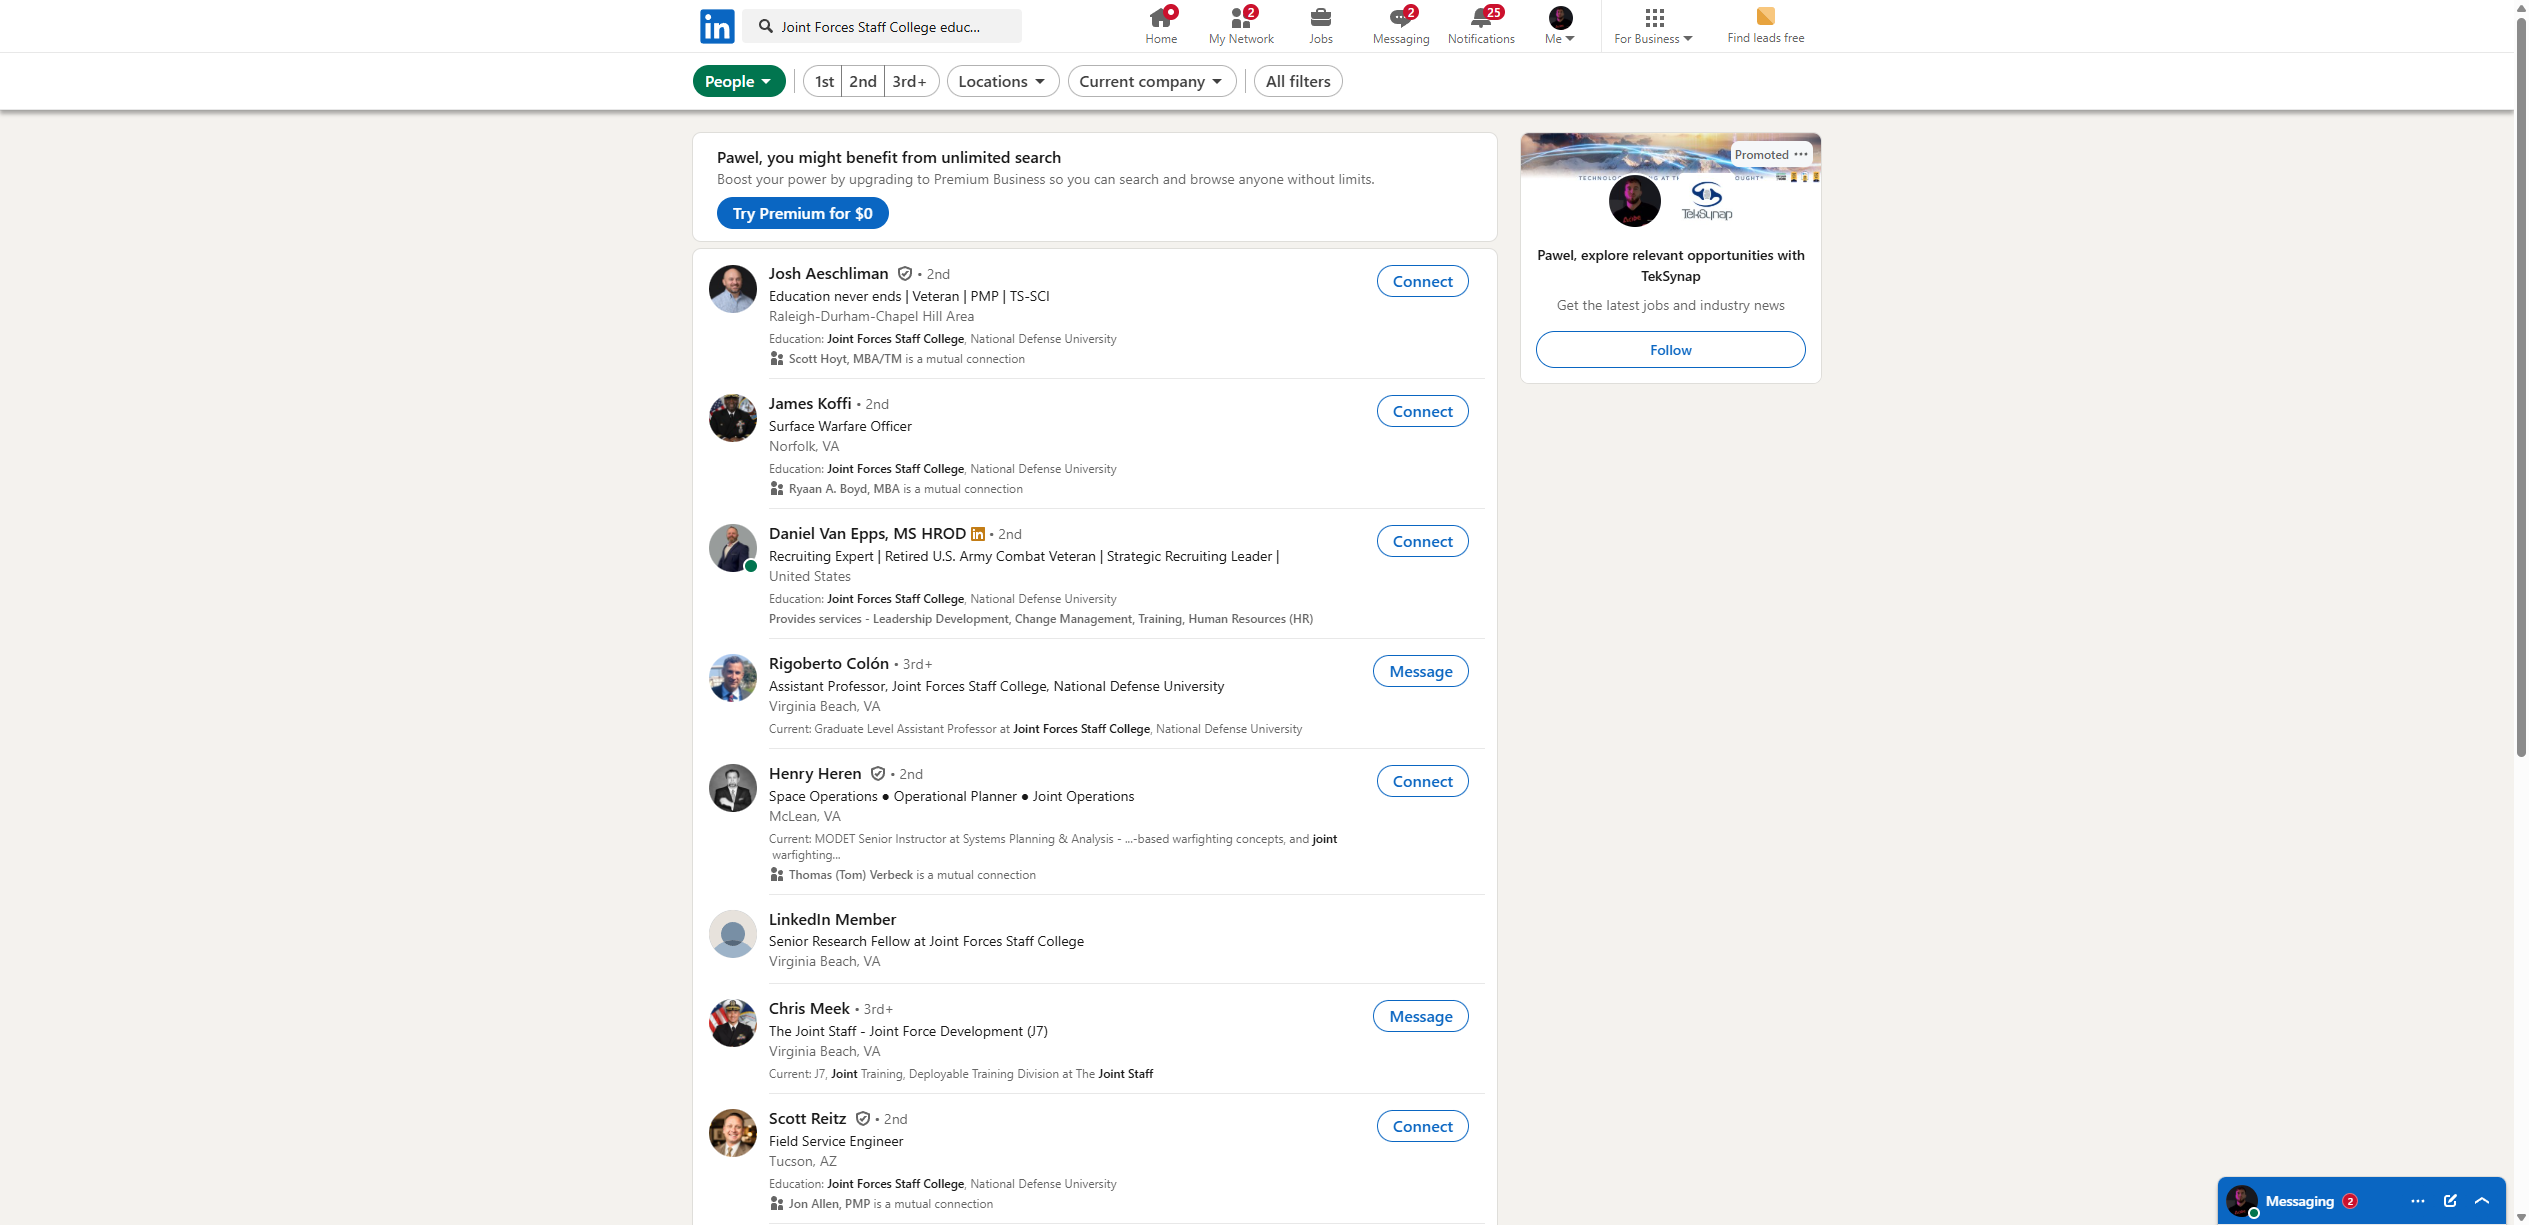 in
Joint Forces Staff College educ...
2
2
25
Home
My Network
Jobs
Messaging
Notifications
Me
For Business
Find leads free
People
1st
2nd
3rd+
Locations
Current company
All filters
Pawel, you might benefit from unlimited search
Boost your power by upgrading to Premium Business so you can search and browse anyone without limits.
Try Premium for $0
Josh Aeschliman • 2nd
Connect
Education never ends | Veteran | PMP | TS-SCI
Raleigh-Durham-Chapel Hill Area
Education: Joint Forces Staff College, National Defense University
Scott Hoyt, MBA/TM is a mutual connection
James Koffi • 2nd
Connect
Surface Warfare Officer
Norfolk, VA
Education: Joint Forces Staff College, National Defense University
Ryaan A. Boyd, MBA is a mutual connection
Daniel Van Epps, MS HROD in • 2nd
Connect
Recruiting Expert | Retired U.S. Army Combat Veteran | Strategic Recruiting Leader |
United States
Education: Joint Forces Staff College, National Defense University
Provides services - Leadership Development, Change Management, Training, Human Resources (HR)
Rigoberto Colón • 3rd+
Message
Assistant Professor, Joint Forces Staff College, National Defense University
Virginia Beach, VA
Current: Graduate Level Assistant Professor at Joint Forces Staff College, National Defense University
Henry Heren • 2nd
Connect
Space Operations ● Operational Planner ● Joint Operations
McLean, VA
Current: MODET Senior Instructor at Systems Planning & Analysis - ...-based warfighting concepts, and joint
warfighting...
Thomas (Tom) Verbeck is a mutual connection
LinkedIn Member
Senior Research Fellow at Joint Forces Staff College
Virginia Beach, VA
Chris Meek • 3rd+
Message
The Joint Staff - Joint Force Development (J7)
Virginia Beach, VA
Current: J7, Joint Training, Deployable Training Division at The Joint Staff
Scott Reitz • 2nd
Connect
Field Service Engineer
Tucson, AZ
Education: Joint Forces Staff College, National Defense University
Jon Allen, PMP is a mutual connection
Promoted
TekSynap
Pawel, explore relevant opportunities with
TekSynap
Get the latest jobs and industry news
Follow
Messaging 2